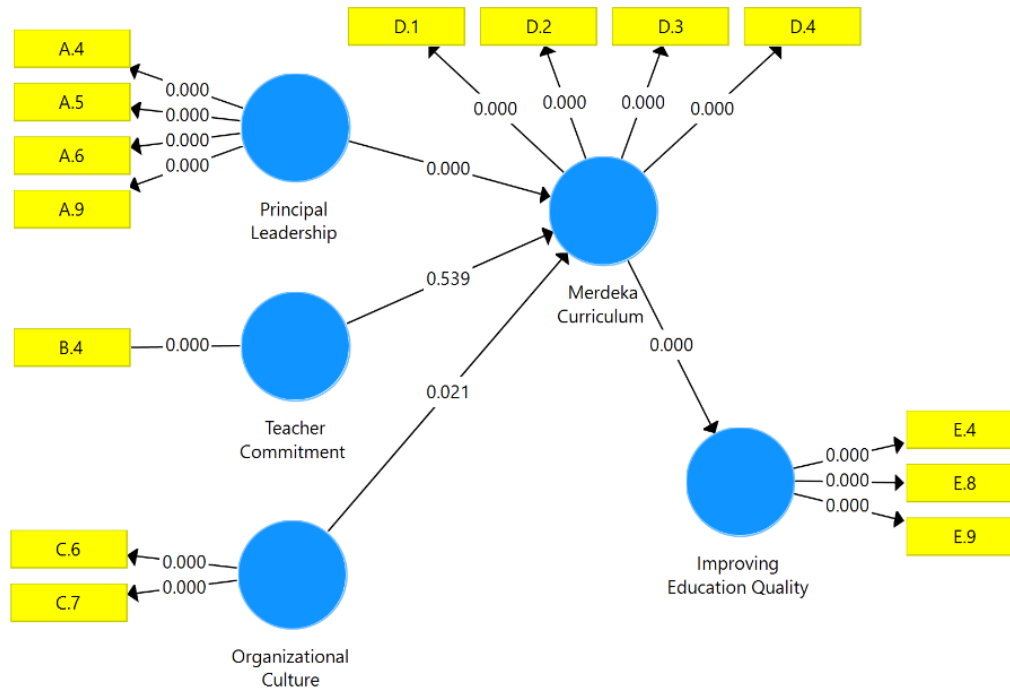 D.1
D.2
D.3
D.4
0.000
0.000
0.000
0.000
A.4
A.5
A.6
A.9
0.000
0.000
0.000
0.000
Principal
Leadership
0.000
Merdeka
Curriculum
B.4
0.000
Teacher
Commitment
0.539
C.6
C.7
0.000
0.000
Organizational
Culture
0.021
0.000
Improving
Education Quality
0.000
0.000
0.000
E.4
E.8
E.9